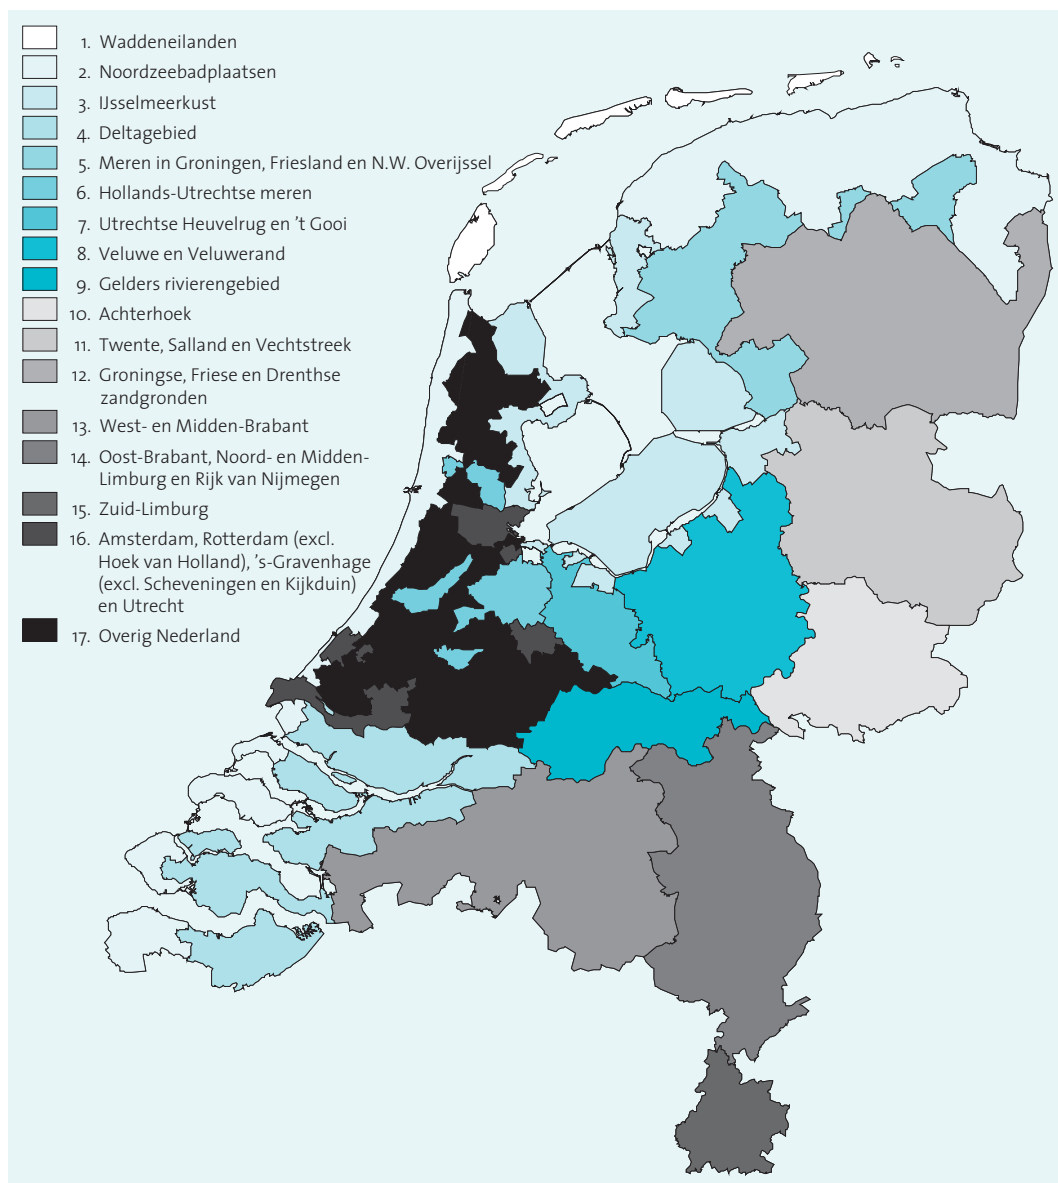 1. Waddeneilanden
2. Noordzeebadplaatsen
3. IJsselmeerkust
4. Deltagebied
5. Meren in Groningen, Friesland en N.W. Overijssel
6. Hollands-Utrechtse meren
7. Utrechtse Heuvelrug en ’t Gooi
8. Veluwe en Veluwerand
9. Gelders rivierengebied
10. Achterhoek
11. Twente, Salland en Vechtstreek
12. Groningse, Friese en Drenthse
zandgronden
13. West- en Midden-Brabant
14. Oost-Brabant, Noord- en Midden-
Limburg en Rijk van Nijmegen
15. Zuid-Limburg
16. Amsterdam, Rotterdam (excl.
Hoek van Holland), ’s-Gravenhage
(excl. Scheveningen en Kijkduin)
en Utrecht
17. Overig Nederland